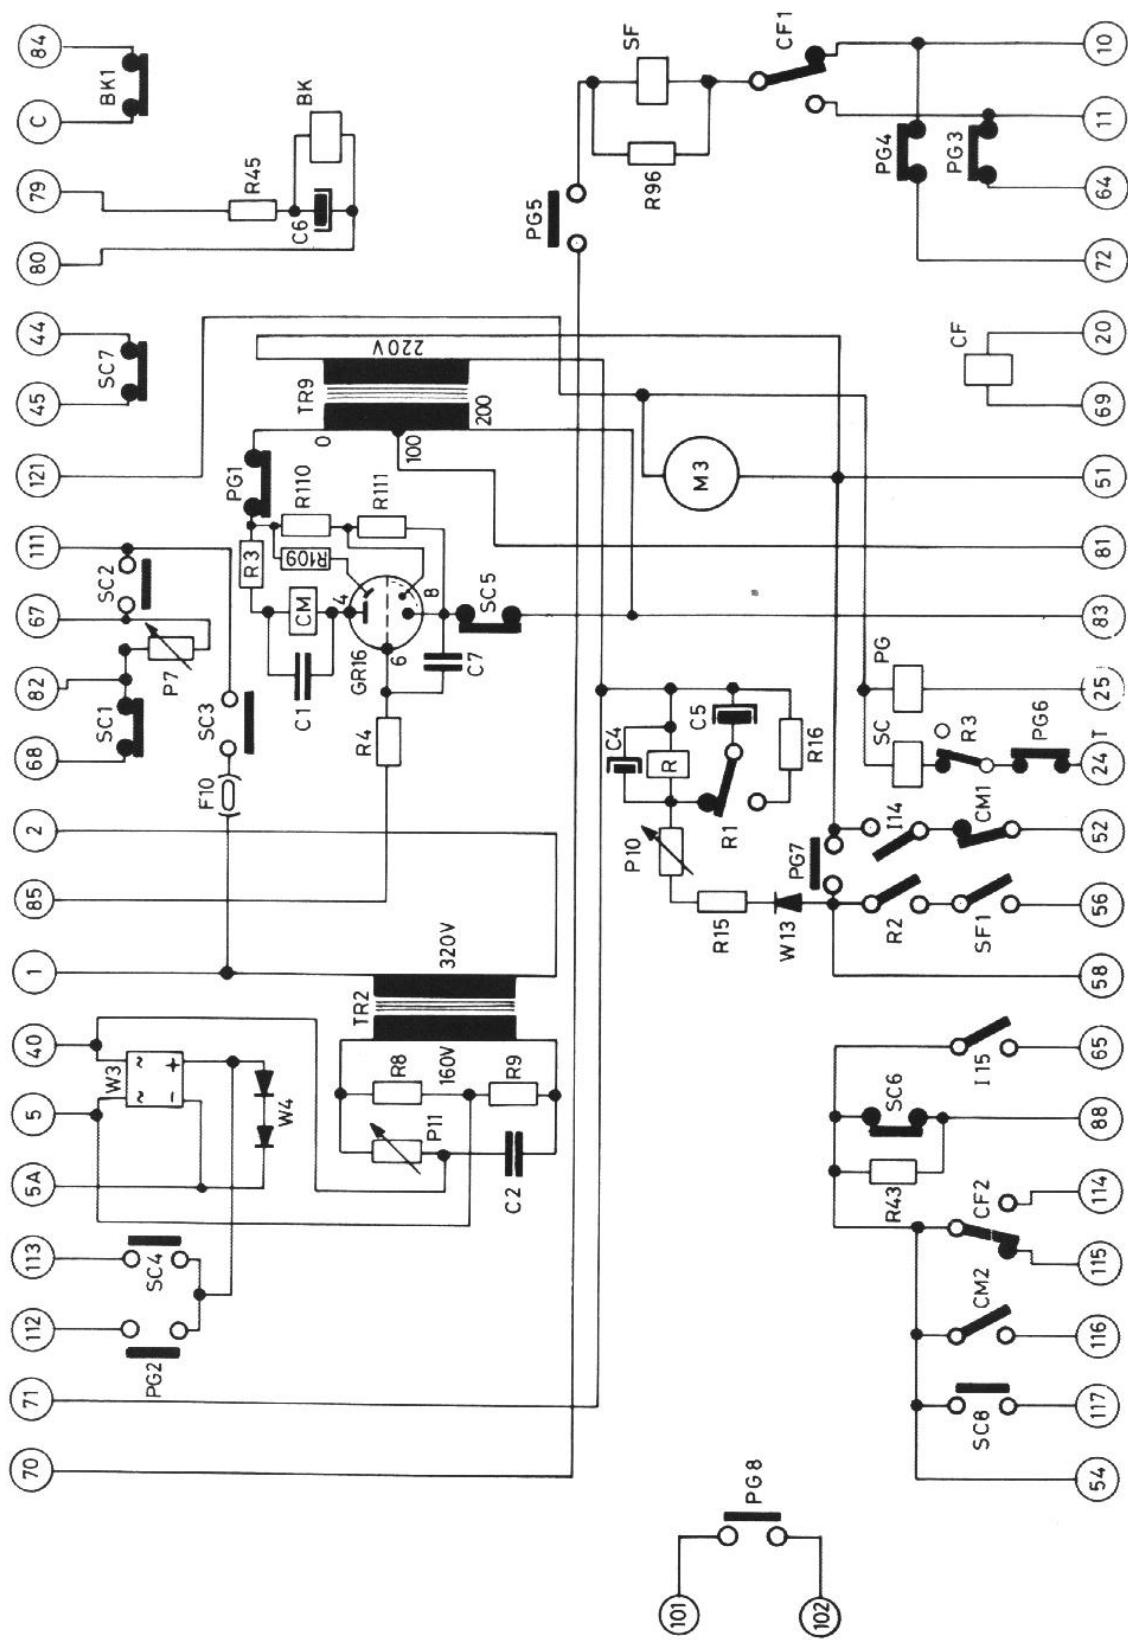 84
C
79
80
44
45
121
111
67
82
68
2
85
1
40
5
5A
113
112
71
70
BK1
R45
BK
C6
SC7
SC2
P7
SC1
SC3
F10
W3
~
~
+
-
W4
SC4
PG2
TR9
220V
0
100
200
PG1
R3
R110
R109
R111
CM
4
8
6
GR16
C1
C7
SC5
R4
TR2
320V
160V
R8
R9
P11
C2
SF
CF1
R96
PG5
PG4
PG3
CF
M3
C4
C5
R
R16
R1
P10
R15
W13
PG7
PG
SC
R3
PG6
T
I14
CM1
R2
SF1
I15
SC6
R43
CF2
CM2
SC8
PG8
10
11
64
72
20
69
51
81
83
25
24
52
56
58
65
88
114
115
116
117
54
101
102